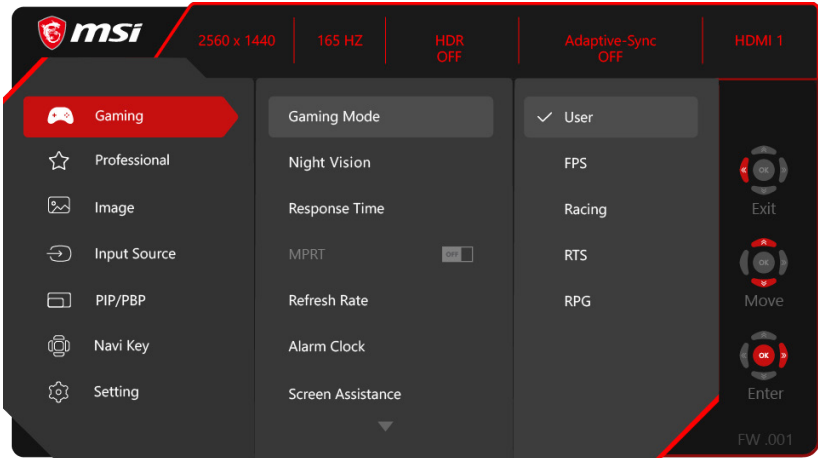 msi
2560 x 1440
165 HZ
HDR
OFF
Adaptive-Sync
OFF
HDMI 1
Gaming
Professional
Image
Input Source
PIP/PBP
Navi Key
Setting
Gaming Mode
Night Vision
Response Time
MPRT
OFF
Refresh Rate
Alarm Clock
Screen Assistance
User
FPS
Racing
RTS
RPG
OK
Exit
OK
Move
OK
Enter
FW .001